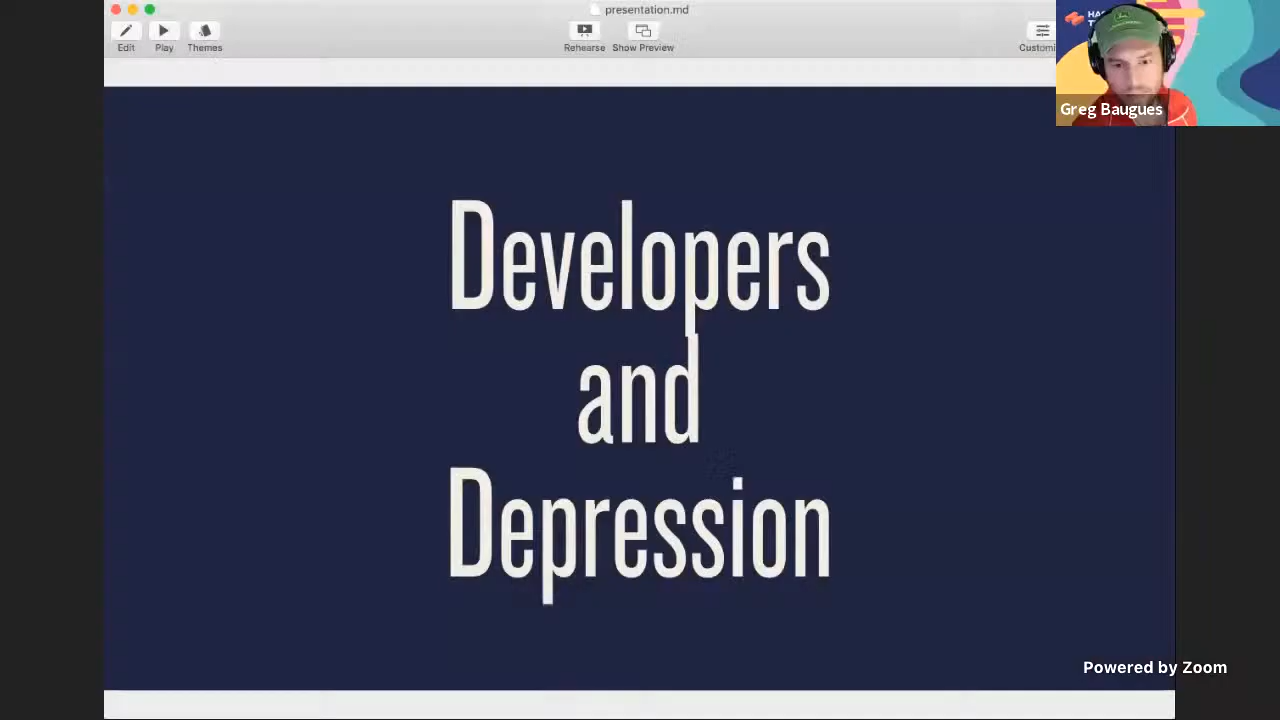 presentation.md
Edit
Play
Themes
Rehearse
Show Preview
Greg Baugues
Developers
and
Depression
Powered by Zoom